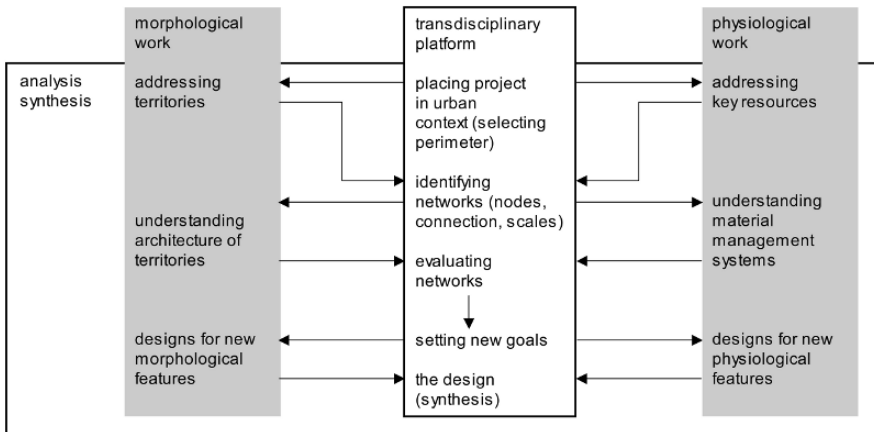 morphological
work
transdisciplinary
platform
physiological
work
analysis
synthesis
addressing
territories
placing project
in urban
context (selecting
perimeter)
addressing
key resources
identifying
networks (nodes,
connection, scales)
understanding
architecture of
territories
understanding
material
management
systems
evaluating
networks
setting new goals
designs for new
morphological
features
designs for new
physiological
features
the design
(synthesis)